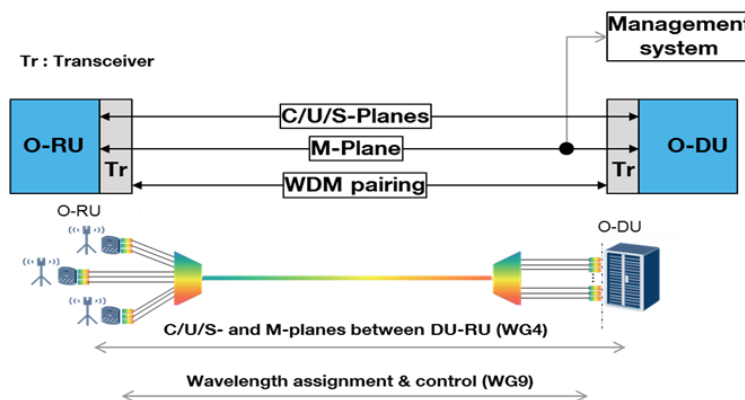 Management
system
Tr : Transceiver
C/U/S-Planes
O-RU
M-Plane
O-DU
Tr
Tr
WDM pairing
O-RU
O-DU
C/U/S- and M-planes between DU-RU (WG4)
Wavelength assignment & control (WG9)